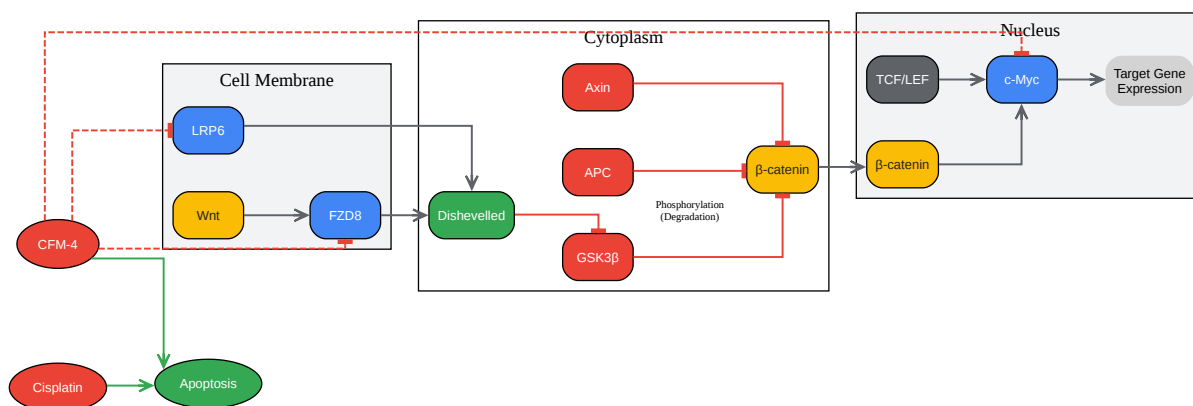 Cell Membrane
LRP6
Wnt
FZD8
Cytoplasm
Axin
APC
Dishevelled
GSK3β
β-catenin
Phosphorylation
(Degradation)
Nucleus
TCF/LEF
c-Myc
Target Gene
Expression
β-catenin
CFM-4
Cisplatin
Apoptosis